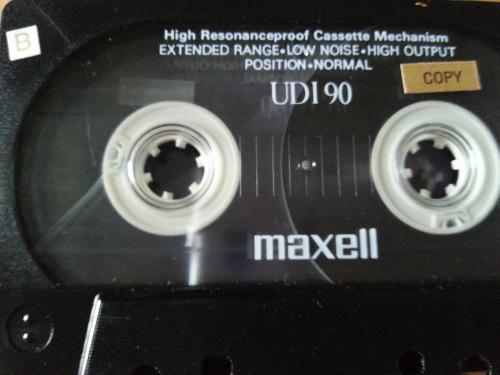 B
High Resonanceproof Cassette Mechanism
EXTENDED RANGE•LOW NOISE•HIGH OUTPUT
POSITION•NORMAL
COPY
UDI 90
maxell